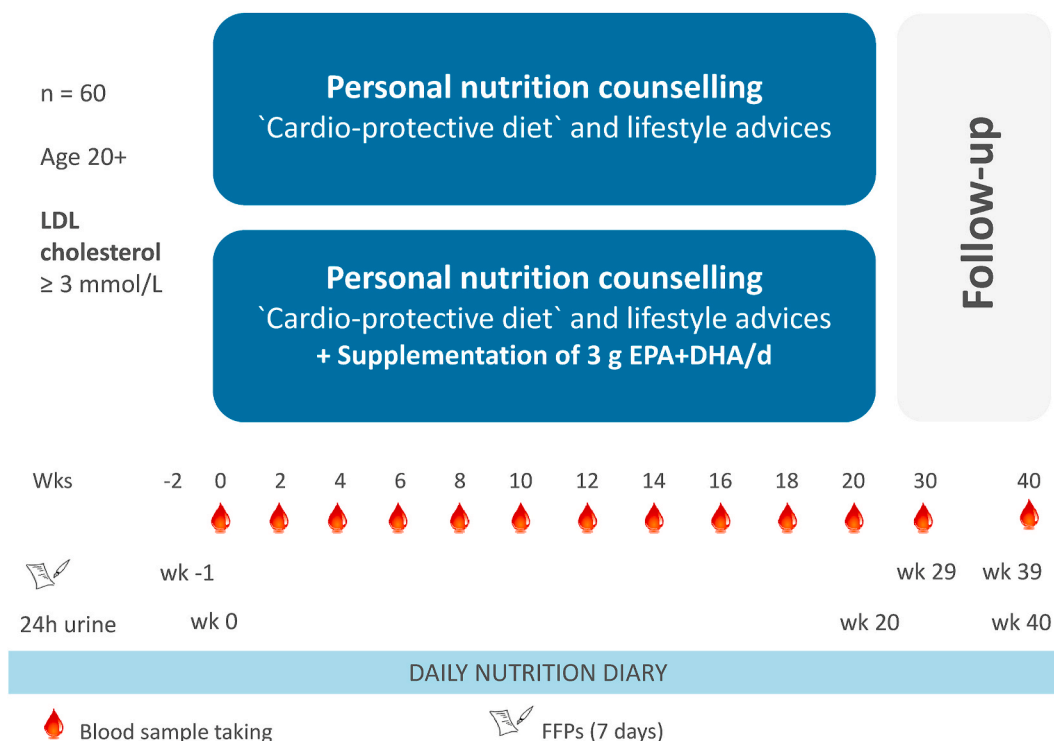 n = 60
Age 20+
LDL
cholesterol
≥ 3 mmol/L
Personal nutrition counselling
`Cardio-protective diet` and lifestyle advices
Personal nutrition counselling
`Cardio-protective diet` and lifestyle advices
+ Supplementation of 3 g EPA+DHA/d
Follow-up
Wks -2 0 2 4 6 8 10 12 14 16 18 20 30 40
wk -1 wk 29 wk 39
24h urine wk 0 wk 20 wk 40
DAILY NUTRITION DIARY
Blood sample taking FFPs (7 days)